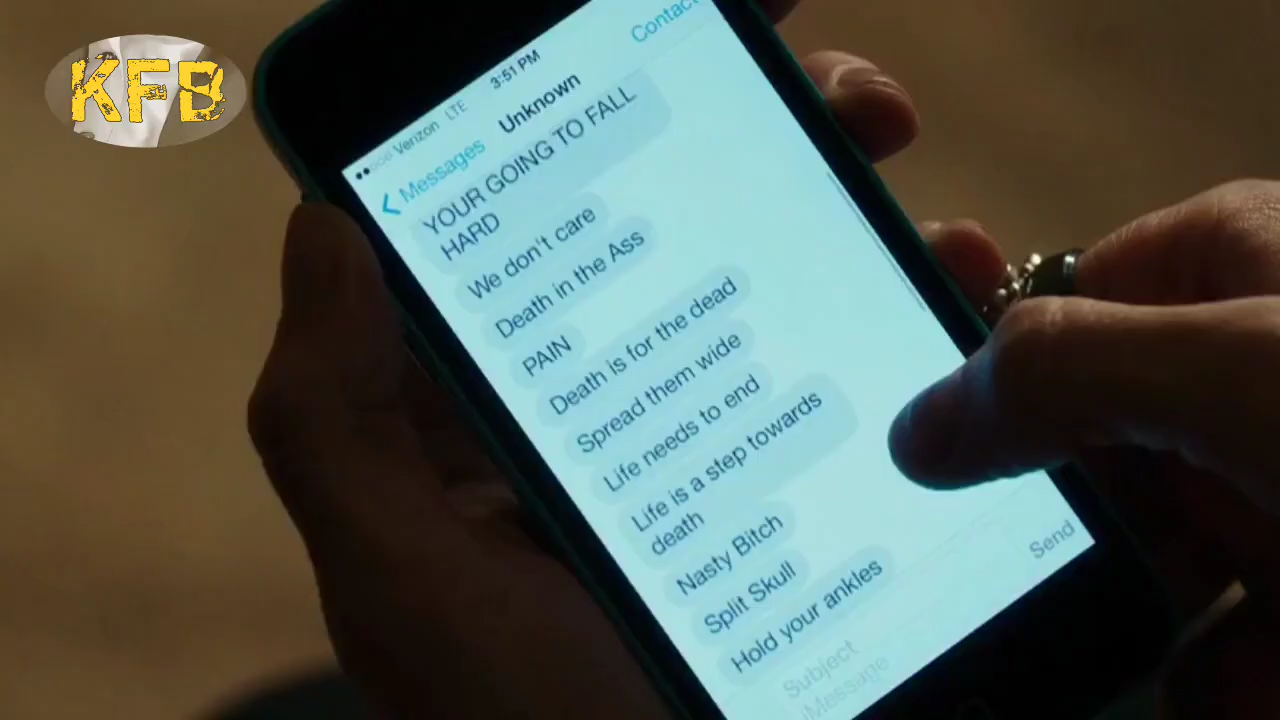 KFB
Verizon LTE
3:51 PM
Messages
Unknown
Contact
YOUR GOING TO FALL
HARD
We don't care
Death in the Ass
PAIN
Death is for the dead
Spread them wide
Life needs to end
Life is a step towards
death
Nasty Bitch
Split Skull
Hold your ankles
Subject
iMessage
Send